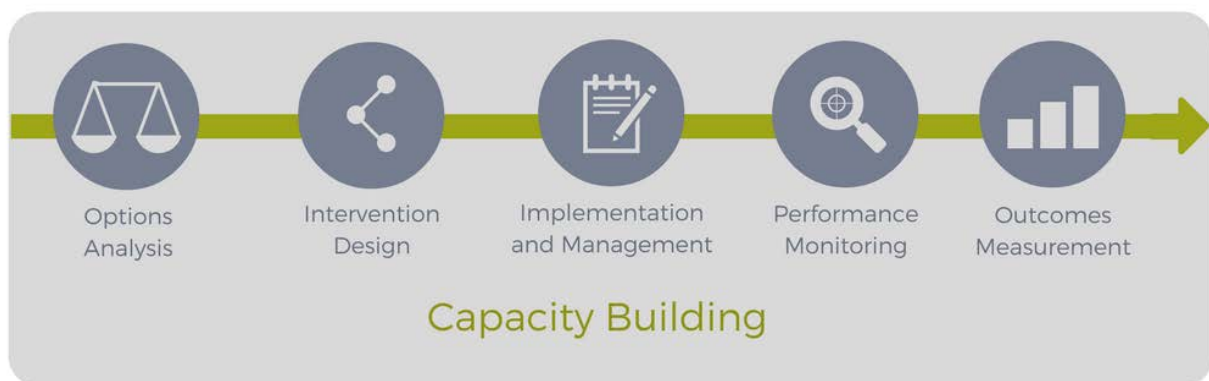 Options
Analysis
Intervention
Design
Implementation
and Management
Performance
Monitoring
Outcomes
Measurement
Capacity Building